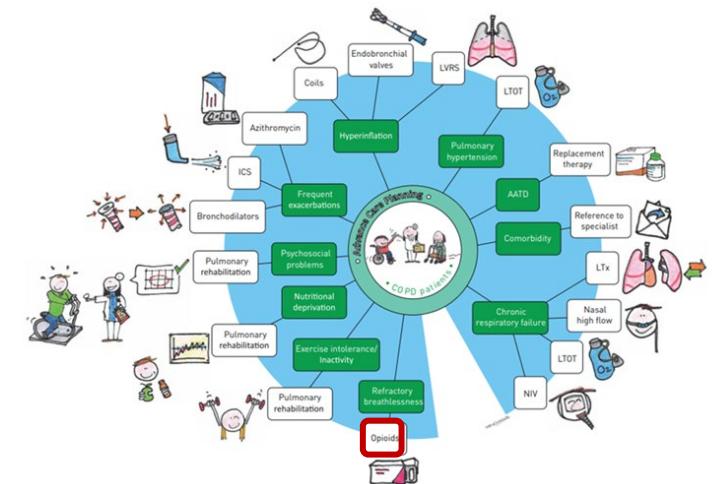 Endobronchial
valves
LVRS
Coils
LTOT
O₂
Azithromycin
Hyperinflation
Pulmonary
hypertension
Replacement
therapy
ICS
Frequent
exacerbations
AATD
Bronchodilators
Advance Care Planning
Comorbidity
Reference to
specialist
Psychosocial
problems
Pulmonary
rehabilitation
COPD patients
LTx
Nutritional
deprivation
Chronic
respiratory failure
Nasal
high flow
Pulmonary
rehabilitation
Exercise intolerance/
Inactivity
LTOT
O₂
Pulmonary
rehabilitation
Refractory
breathlessness
NIV
Opioids